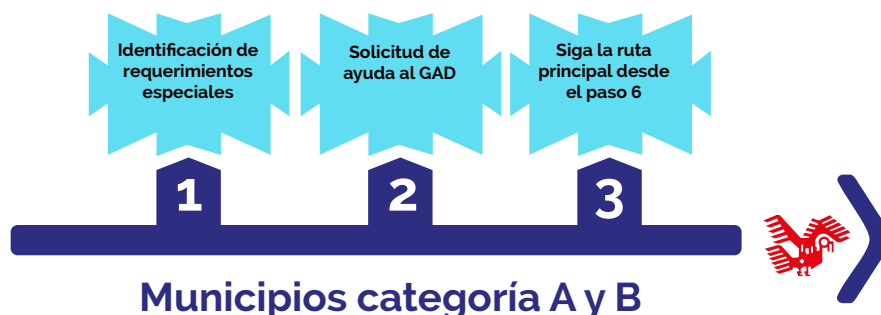 Identificación de
requerimientos
especiales
Solicitud de
ayuda al GAD
Siga la ruta
principal desde
el paso 6
1
2
3
Municipios categoría A y B